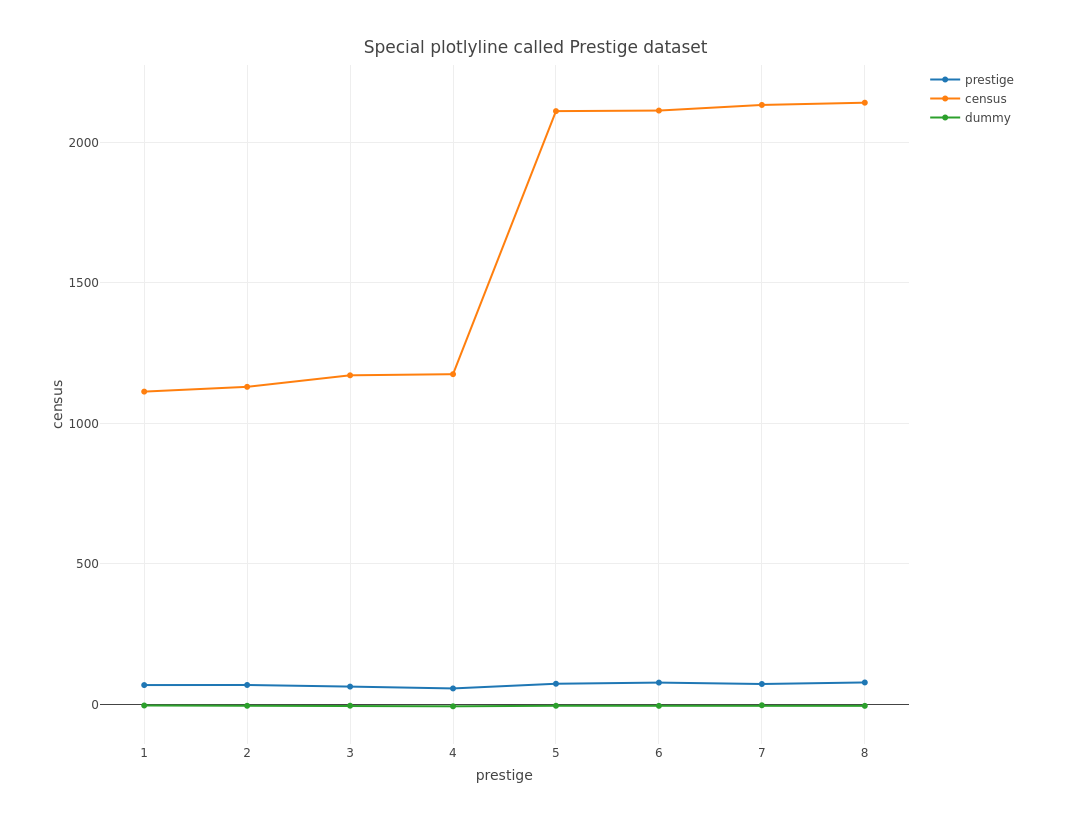 Special plotlyline called Prestige dataset
prestige
census
dummy
2000
1500
1000
500
0
census
1 2 3 4 5 6 7 8
prestige